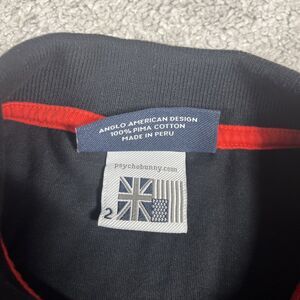 ANGLO AMERICAN DESIGN
100% PIMA COTTON
MADE IN PERU
psychobunny.com
2